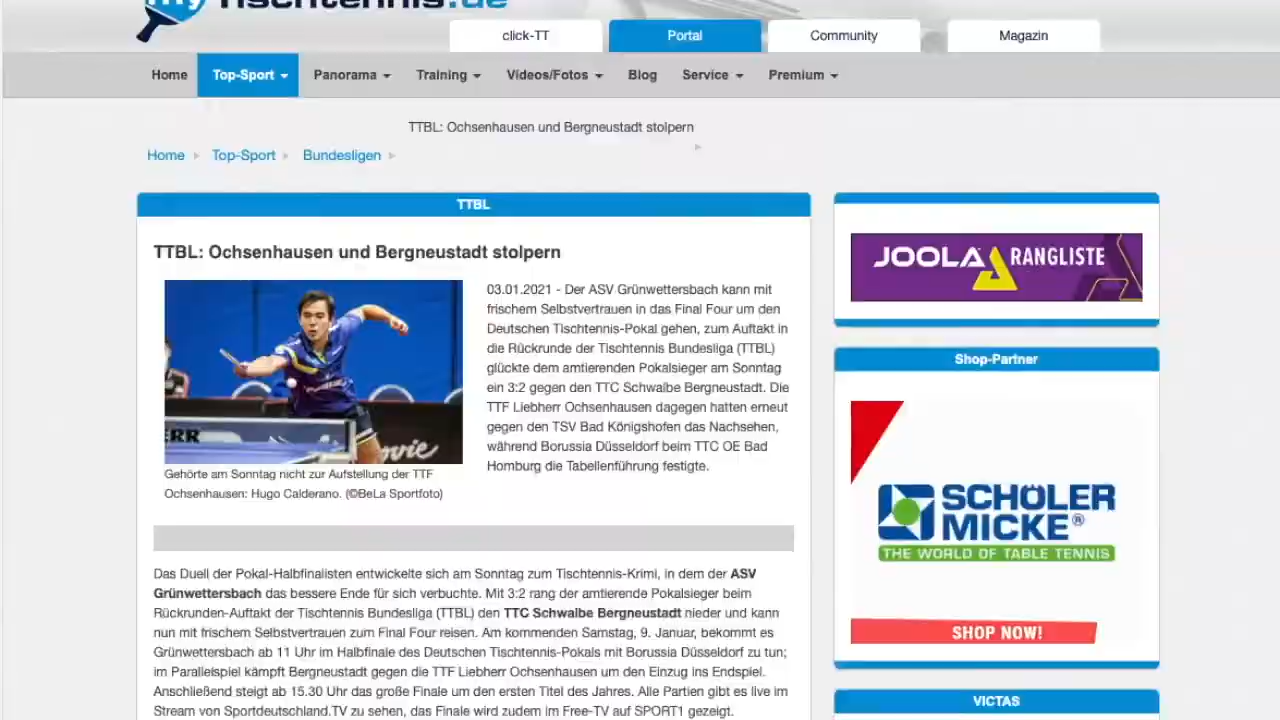 myTischtennis.de
click-TT
Portal
Community
Magazin
Home
Top-Sport
Panorama
Training
Videos/Fotos
Blog
Service
Premium
TTBL: Ochsenhausen und Bergneustadt stolpern
Home
Top-Sport
Bundesligen
TTBL
TTBL: Ochsenhausen und Bergneustadt stolpern
03.01.2021 - Der ASV Grünwettersbach kann mit
frischem Selbstvertrauen in das Final Four um den
Deutschen Tischtennis-Pokal gehen, zum Auftakt in
die Rückrunde der Tischtennis Bundesliga (TTBL)
glückte dem amtierenden Pokalsieger am Sonntag
ein 3:2 gegen den TTC Schwalbe Bergneustadt. Die
TTF Liebherr Ochsenhausen dagegen hatten erneut
gegen den TSV Bad Königshofen das Nachsehen,
während Borussia Düsseldorf beim TTC OE Bad
Homburg die Tabellenführung festigte.
ERR
Gehörte am Sonntag nicht zur Aufstellung der TTF
Ochsenhausen: Hugo Calderano. (©BeLa Sportfoto)
Das Duell der Pokal-Halbfinalisten entwickelte sich am Sonntag zum Tischtennis-Krimi, in dem der ASV
Grünwettersbach das bessere Ende für sich verbuchte. Mit 3:2 rang der amtierende Pokalsieger beim
Rückrunden-Auftakt der Tischtennis Bundesliga (TTBL) den TTC Schwalbe Bergneustadt nieder und kann
nun mit frischem Selbstvertrauen zum Final Four reisen. Am kommenden Samstag, 9. Januar, bekommt es
Grünwettersbach ab 11 Uhr im Halbfinale des Deutschen Tischtennis-Pokals mit Borussia Düsseldorf zu tun;
im Parallelspiel kämpft Bergneustadt gegen die TTF Liebherr Ochsenhausen um den Einzug ins Endspiel.
Anschließend steigt ab 15.30 Uhr das große Finale um den ersten Titel des Jahres. Alle Partien gibt es live im
Stream von Sportdeutschland.TV zu sehen, das Finale wird zudem im Free-TV auf SPORT1 gezeigt.
JOOLA RANGLISTE
Shop-Partner
SCHÖLER
MICKE®
THE WORLD OF TABLE TENNIS
SHOP NOW!
VICTAS